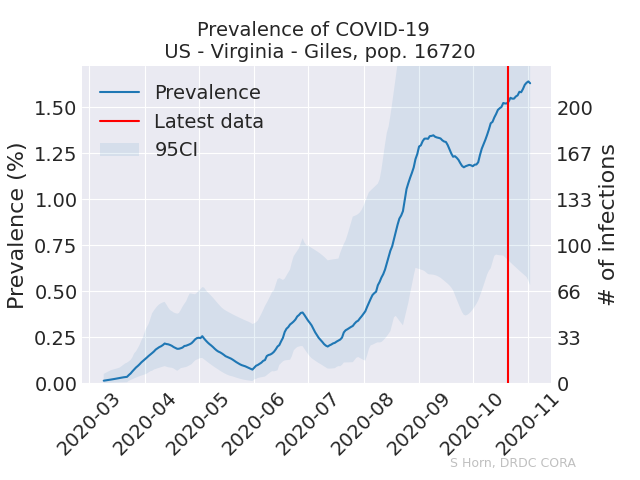 Prevalence of COVID-19
US - Virginia - Giles, pop. 16720
Prevalence
Latest data
95CI
Prevalence (%)
1.50
1.25
1.00
0.75
0.50
0.25
0.00
200
167
133
100
66
33
0
# of infections
2020-03
2020-04
2020-05
2020-06
2020-07
2020-08
2020-09
2020-10
2020-11
S Horn, DRDC CORA